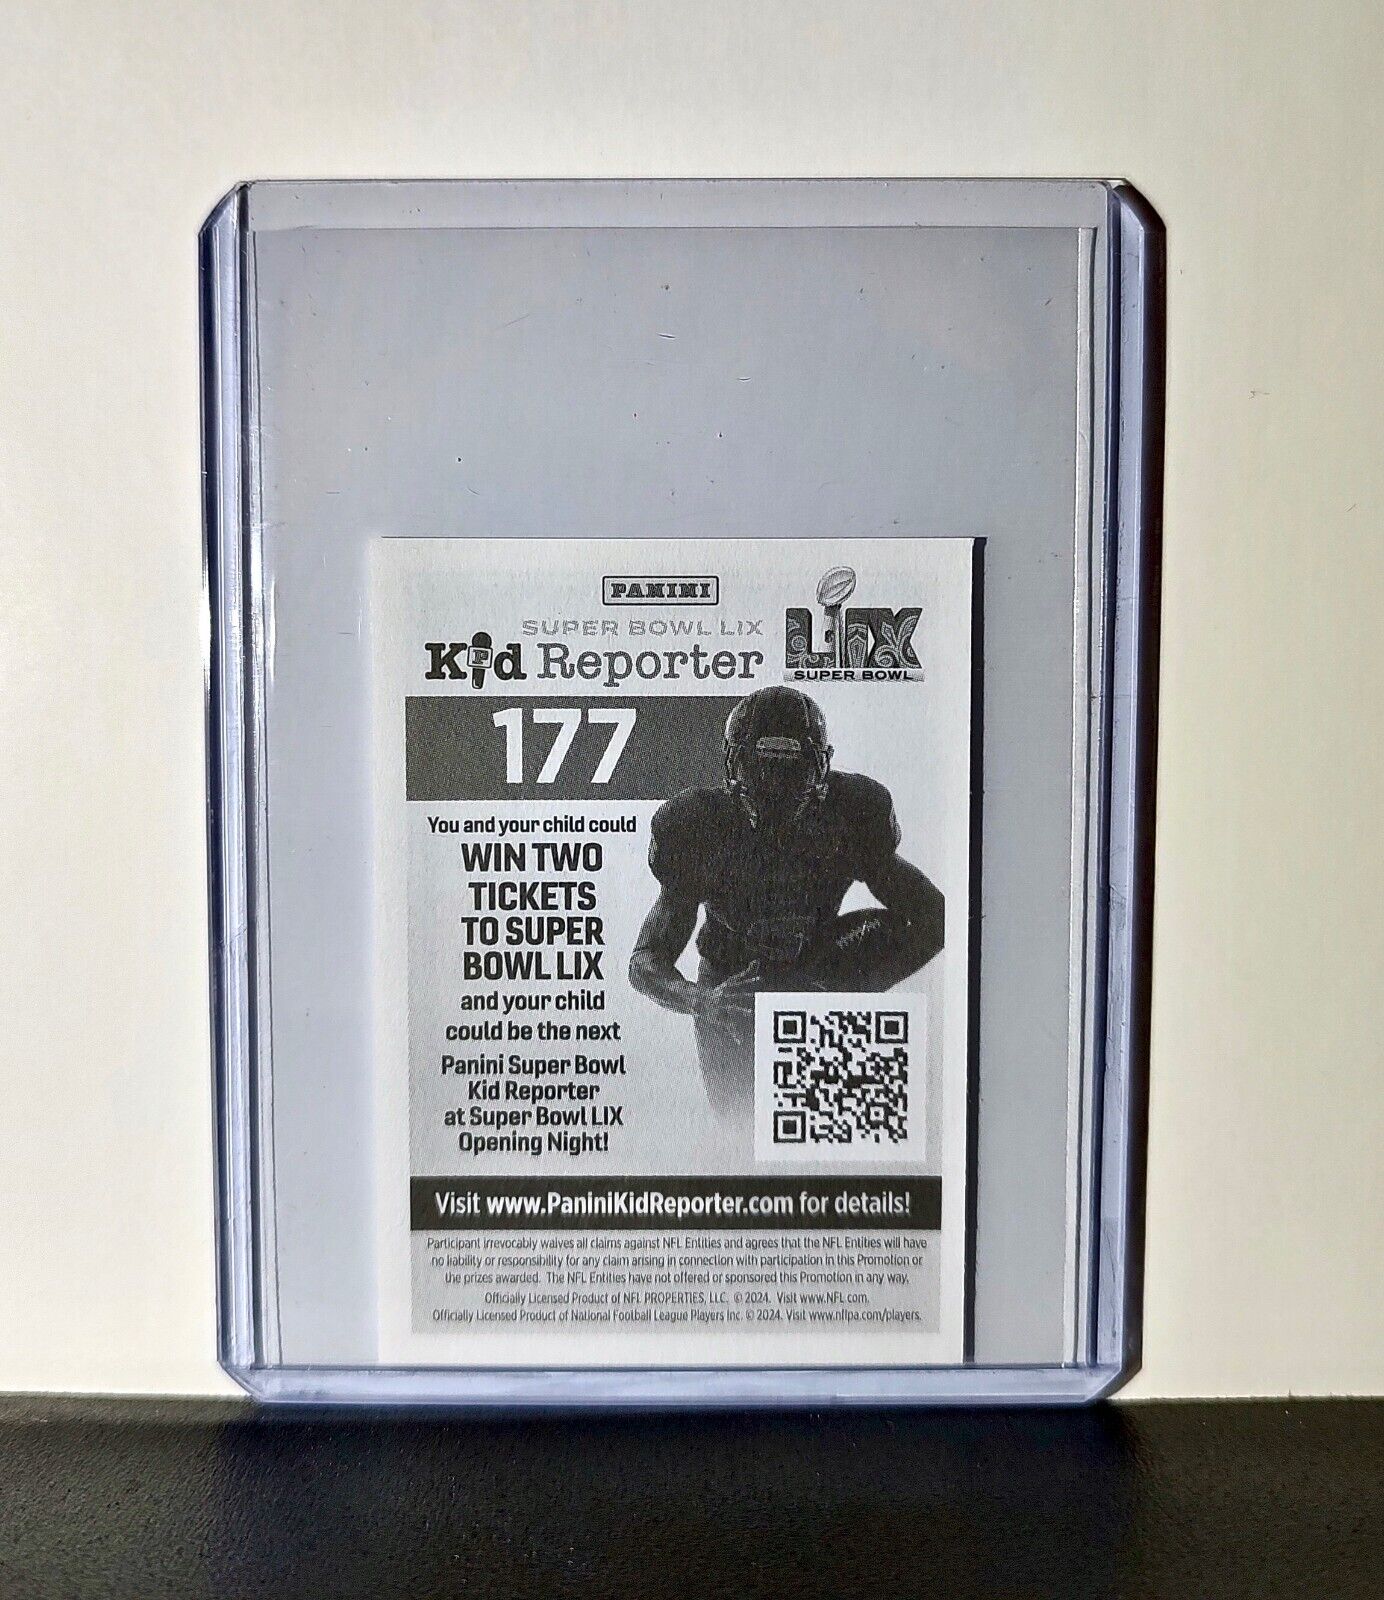 PANINI
SUPER BOWL LIX
Kid Reporter
LIX
SUPER BOWL
177
You and your child could
WIN TWO
TICKETS
TO SUPER
BOWL LIX
and your child
could be the next
Panini Super Bowl
Kid Reporter
at Super Bowl LIX
Opening Night!
Visit www.PaniniKidReporter.com for details!
Participant irrevocably waives all claims against NFL Entities and agrees that the NFL Entities will have
no liability or responsibility for any claim arising in connection with participation in this Promotion or
the prizes awarded. The NFL Entities have not offered or sponsored this Promotion in any way.
Officially Licensed Product of NFL PROPERTIES, LLC. © 2024. Visit www.NFL.com.
Officially Licensed Product of National Football League Players Inc. © 2024. Visit www.nflpa.com/players.